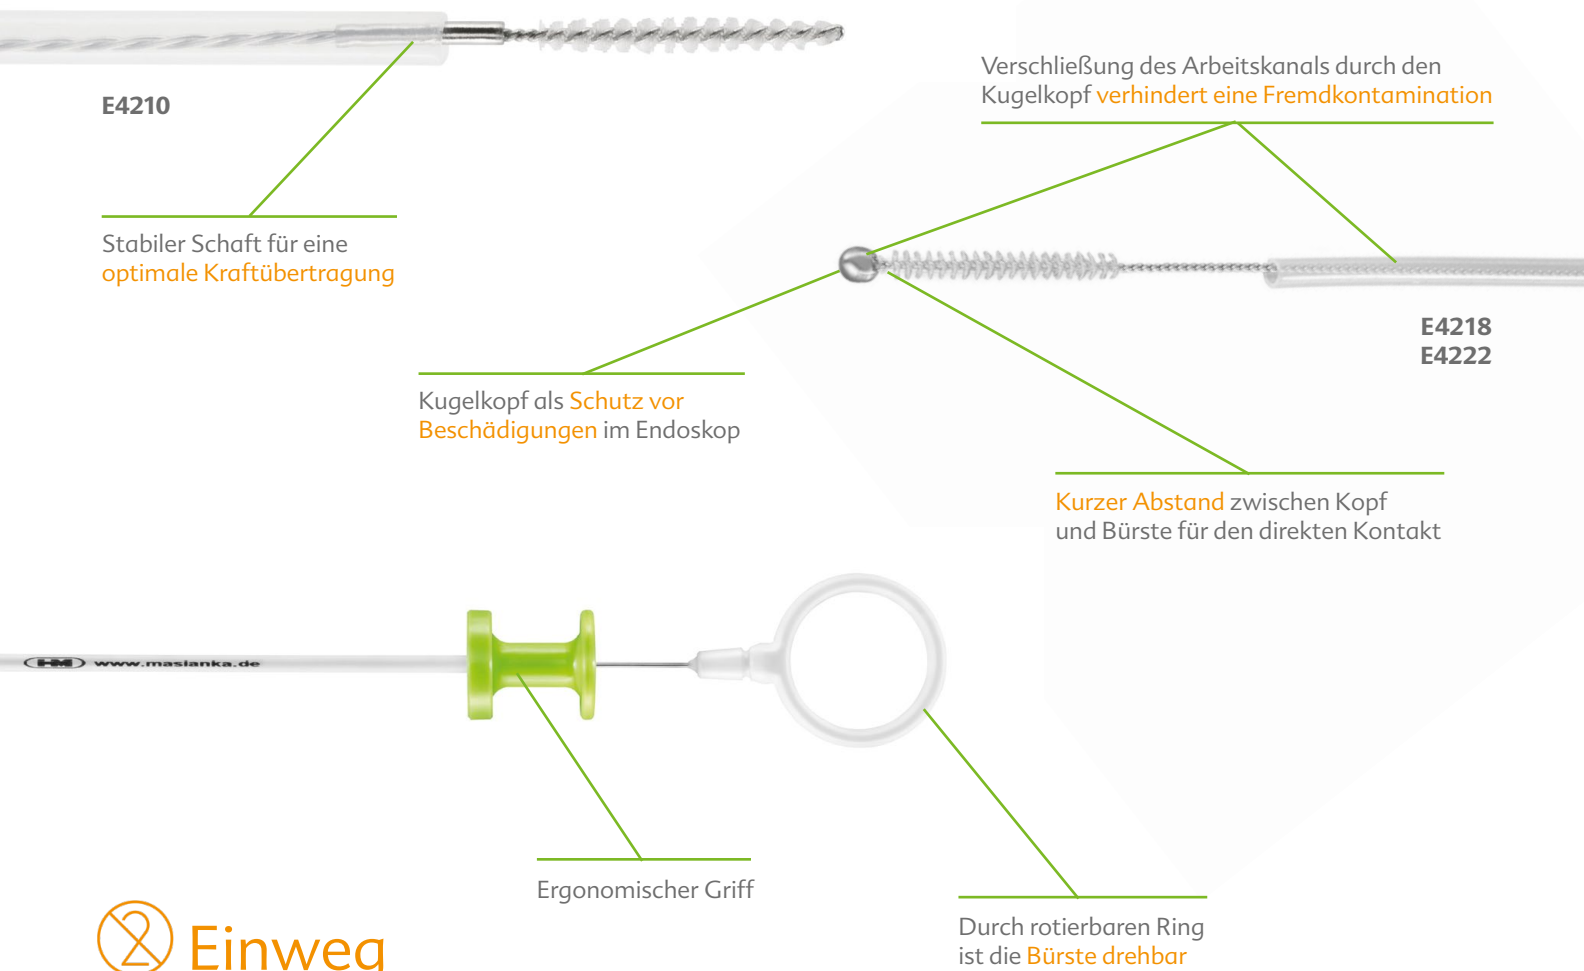 E4210
Verschließung des Arbeitskanals durch den
Kugelkopf verhindert eine Fremdkontamination
Stabiler Schaft für eine
optimale Kraftübertragung
E4218
E4222
Kugelkopf als Schutz vor
Beschädigungen im Endoskop
Kurzer Abstand zwischen Kopf
und Bürste für den direkten Kontakt
HM www.maslanka.de
Ergonomischer Griff
Durch rotierbaren Ring
ist die Bürste drehbar
2 Einweg